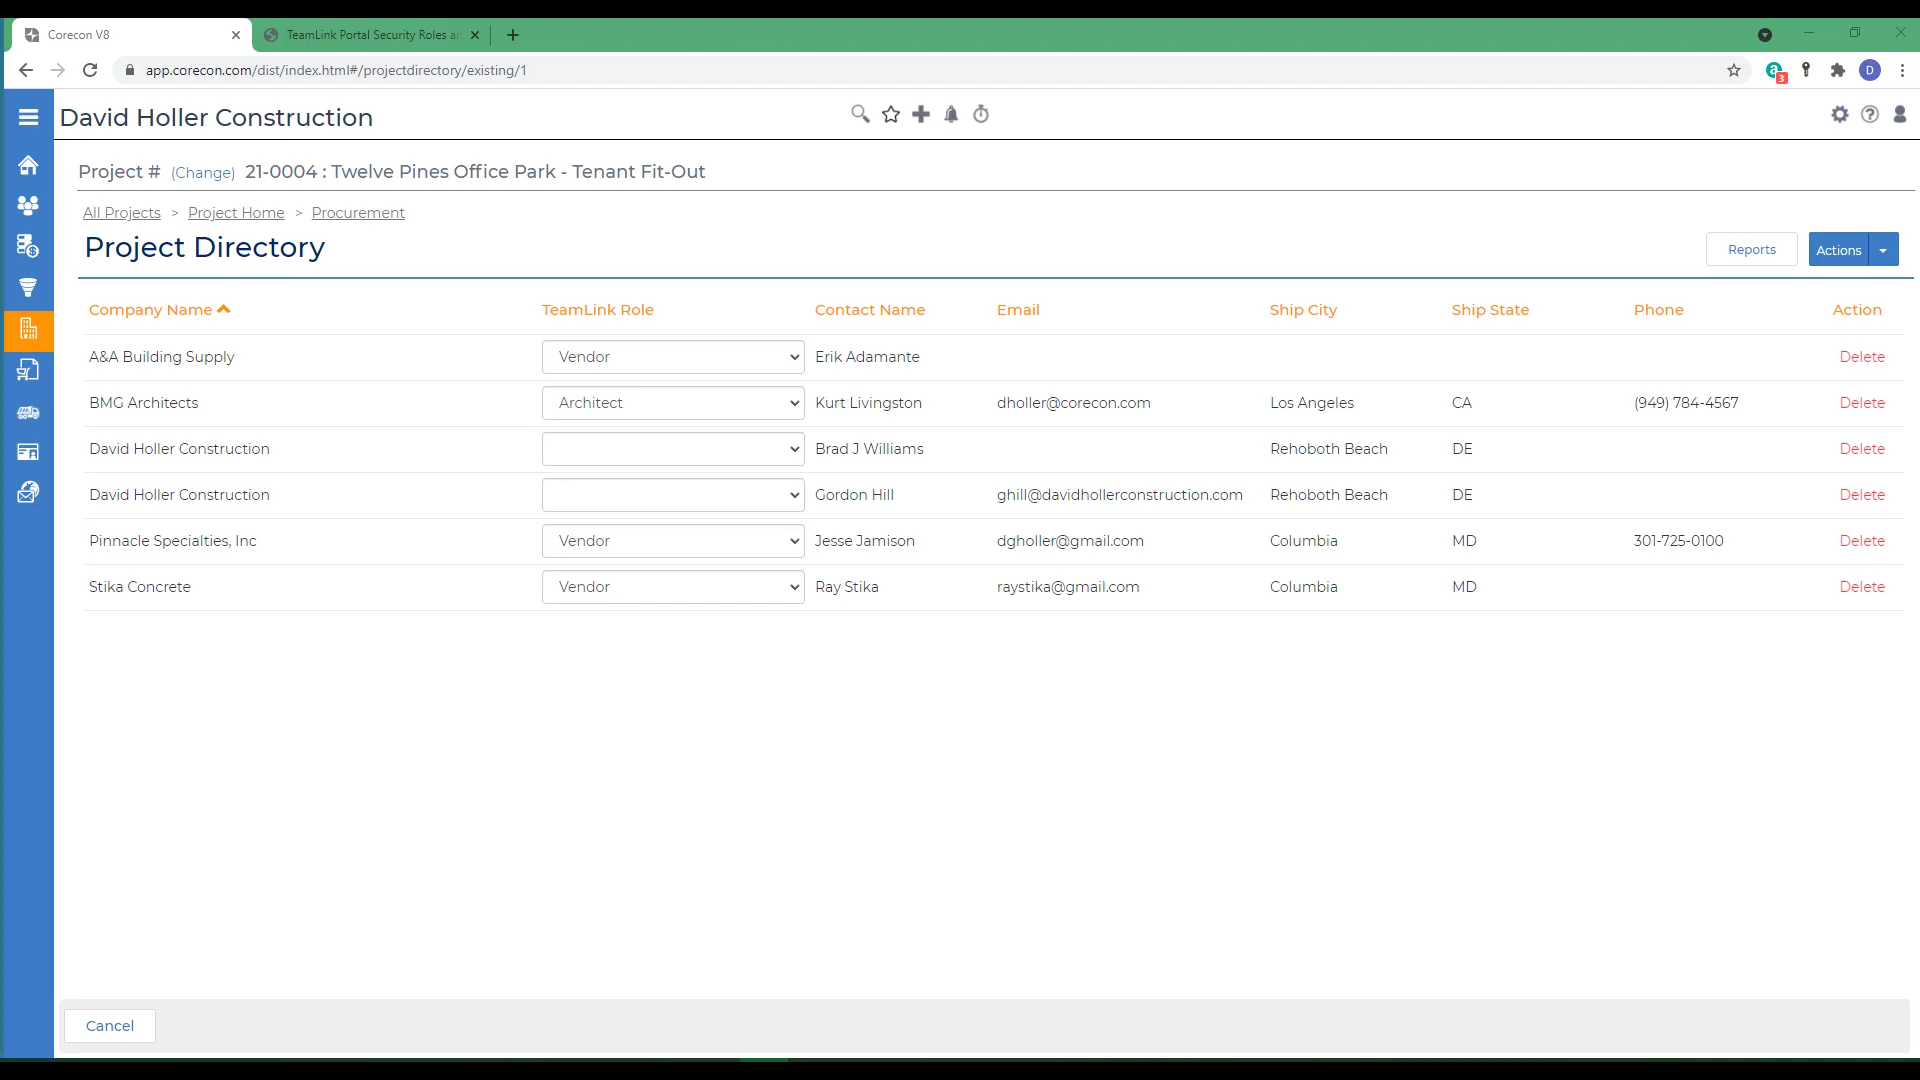 Corecon V8
TeamLink Portal Security Roles a
app.corecon.com/dist/index.html#/projectdirectory/existing/1
3
D
David Holler Construction
Project # (Change) 21-0004 : Twelve Pines Office Park - Tenant Fit-Out
All Projects > Project Home > Procurement
Project Directory
Reports
Actions
Company Name TeamLink Role Contact Name Email Ship City Ship State Phone Action
A&A Building Supply Vendor Erik Adamante Delete
BMG Architects Architect Kurt Livingston dholler@corecon.com Los Angeles CA (949) 784-4567 Delete
David Holler Construction Brad J Williams Rehoboth Beach DE Delete
David Holler Construction Gordon Hill ghill@davidhollerconstruction.com Rehoboth Beach DE Delete
Pinnacle Specialties, Inc Vendor Jesse Jamison dgholler@gmail.com Columbia MD 301-725-0100 Delete
Stika Concrete Vendor Ray Stika raystika@gmail.com Columbia MD Delete
Cancel